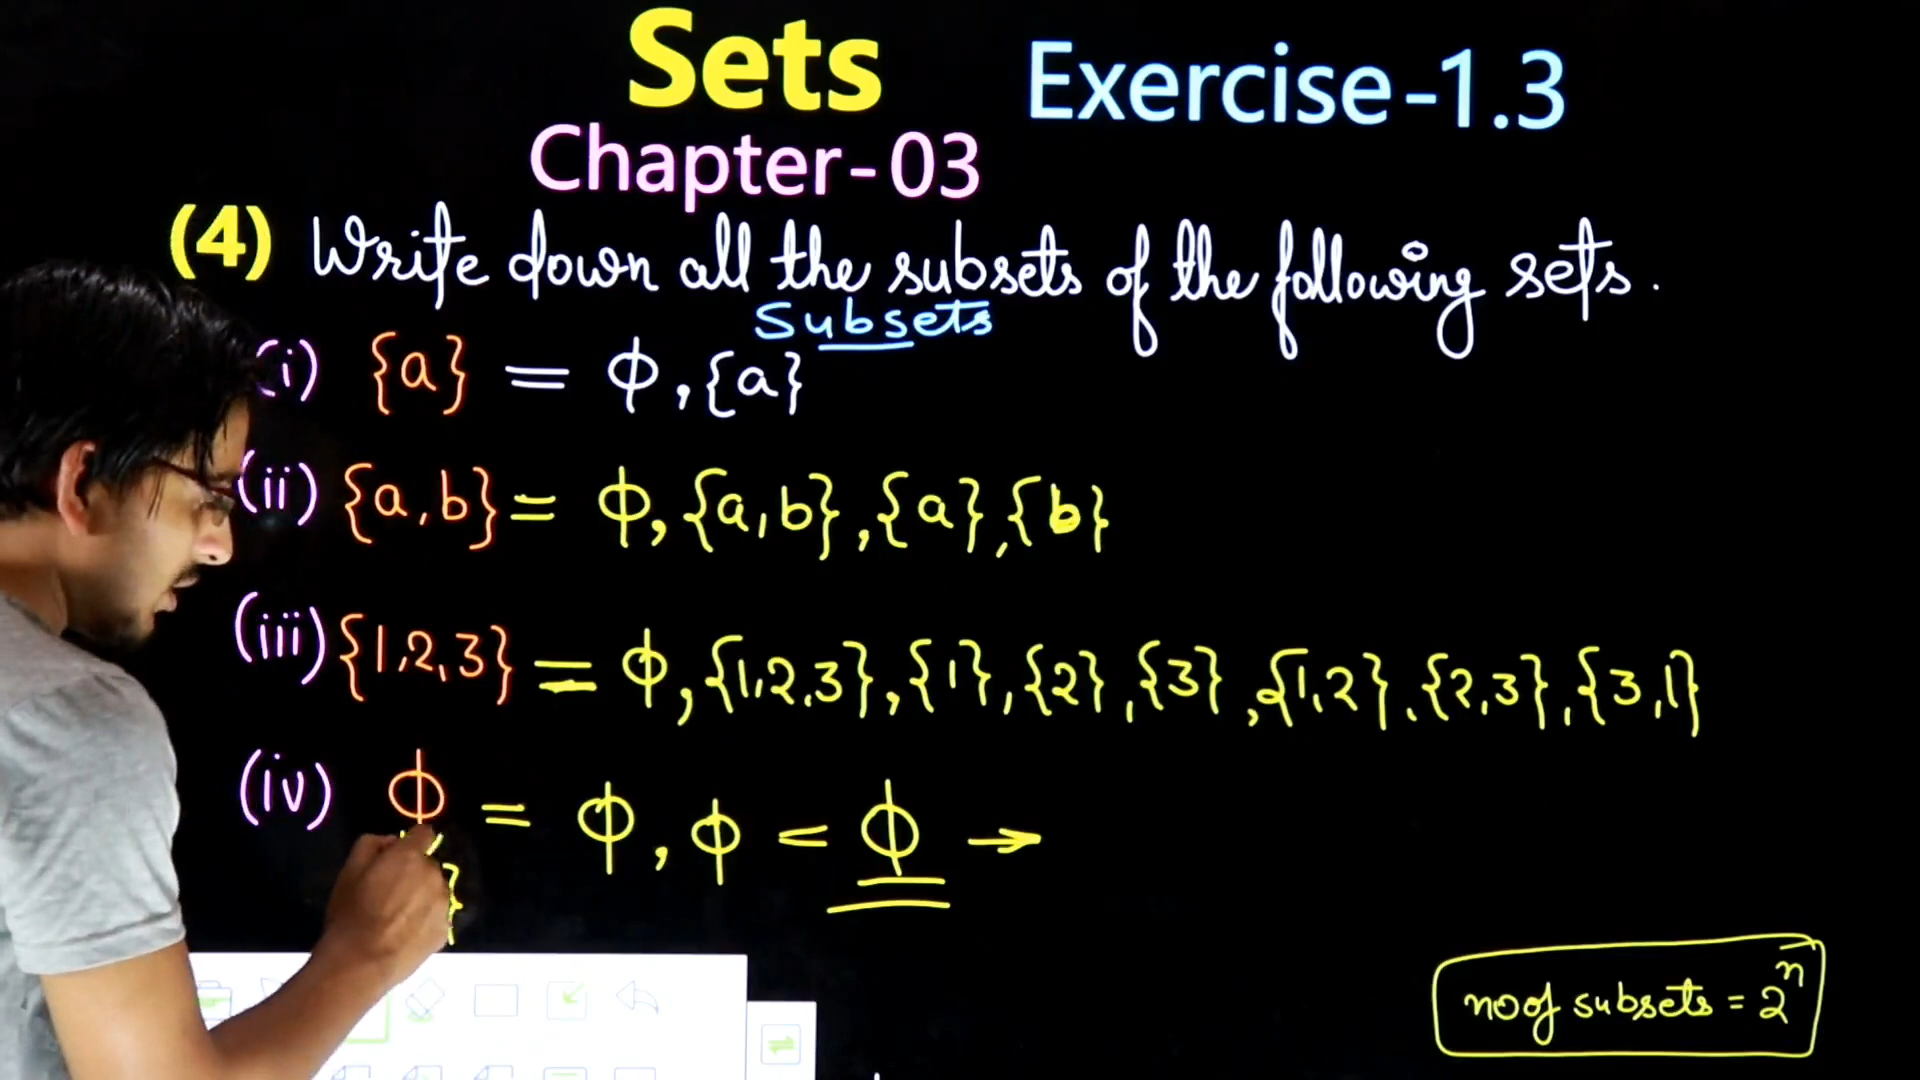 Sets
Exercise-1.3
Chapter-03
(4) Write down all the subsets of the following sets.
Subsets
(i) {a} = ϕ, {a}
(ii) {a,b} = ϕ, {a,b}, {a}, {b}
(iii) {1,2,3} = ϕ, {1,2,3}, {1}, {2}, {3}, {1,2}, {2,3}, {3,1}
(iv) ϕ = ϕ, ϕ = ϕ →
}
no of subsets = 2ⁿ